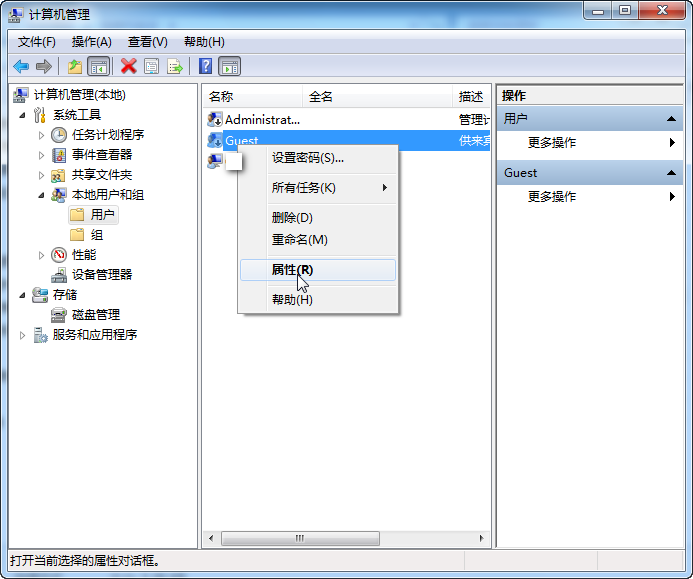 计算机管理
文件(F) 操作(A) 查看(V) 帮助(H)
计算机管理(本地)
系统工具
任务计划程序
事件查看器
共享文件夹
本地用户和组
用户
组
性能
设备管理器
存储
磁盘管理
服务和应用程序
名称 全名 描述
Administrat... 管理计
Guest 供来宾
设置密码(S)...
所有任务(K)
删除(D)
重命名(M)
属性(R)
帮助(H)
操作
用户
更多操作
Guest
更多操作
打开当前选择的属性对话框。